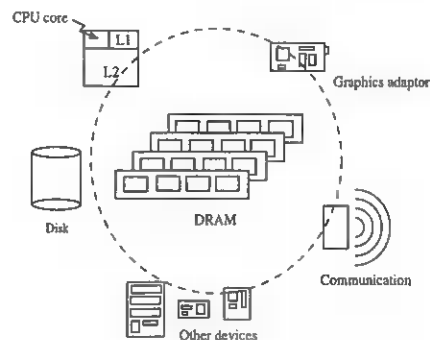 CPU core
L1
L2
Graphics adaptor
DRAM
Disk
Communication
Other devices